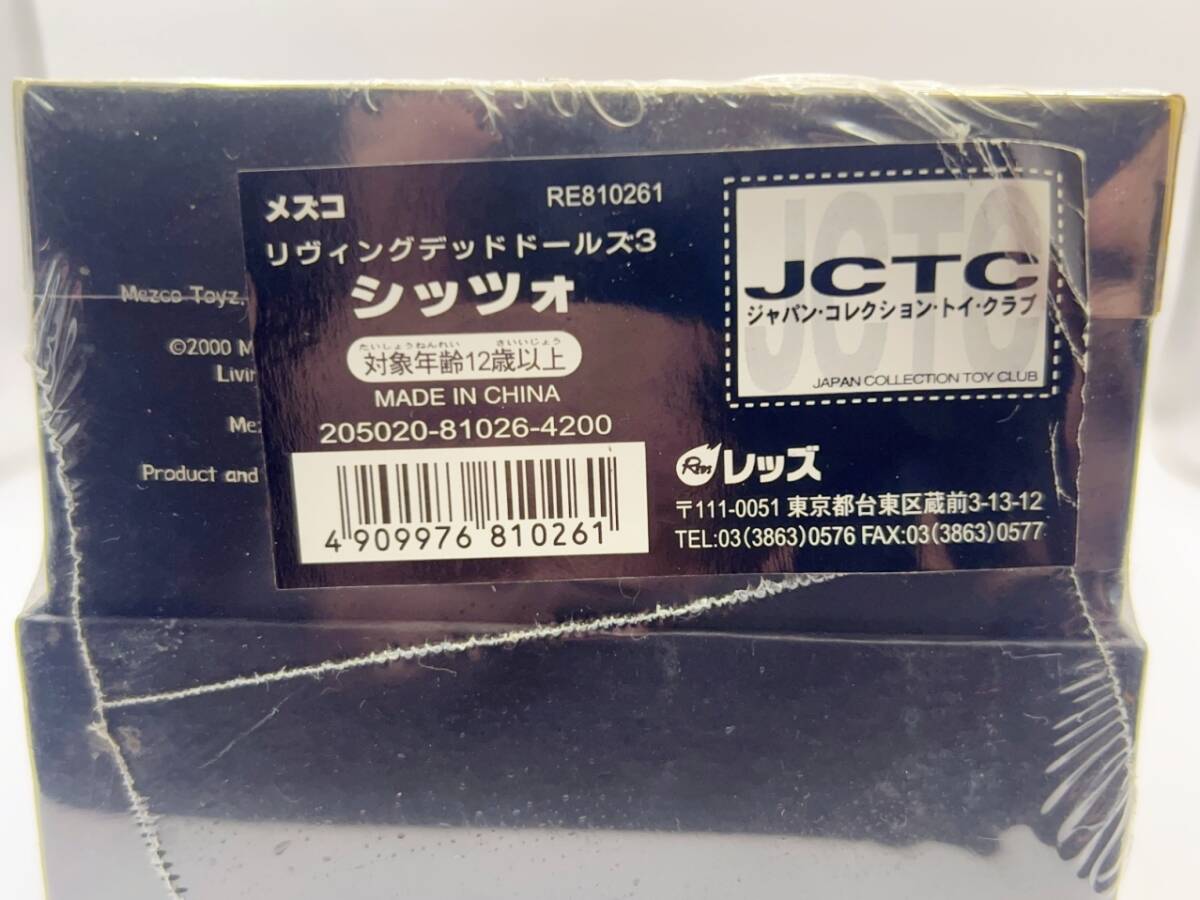 メズコ
RE810261
リヴィングデッドドールズ3
シッツォ
たいしょうねんれい さいいじょう
対象年齢12歳以上
MADE IN CHINA
205020-81026-4200
4 909976 810261
JCTC
JCTC
ジャパン・コレクション・トイ・クラブ
JAPAN COLLECTION TOY CLUB
レッズ
〒111-0051 東京都台東区蔵前3-13-12
TEL:03(3863)0576 FAX:03(3863)0577
Mezco Toyz,
©2000 M
Livin
Mez
Product and